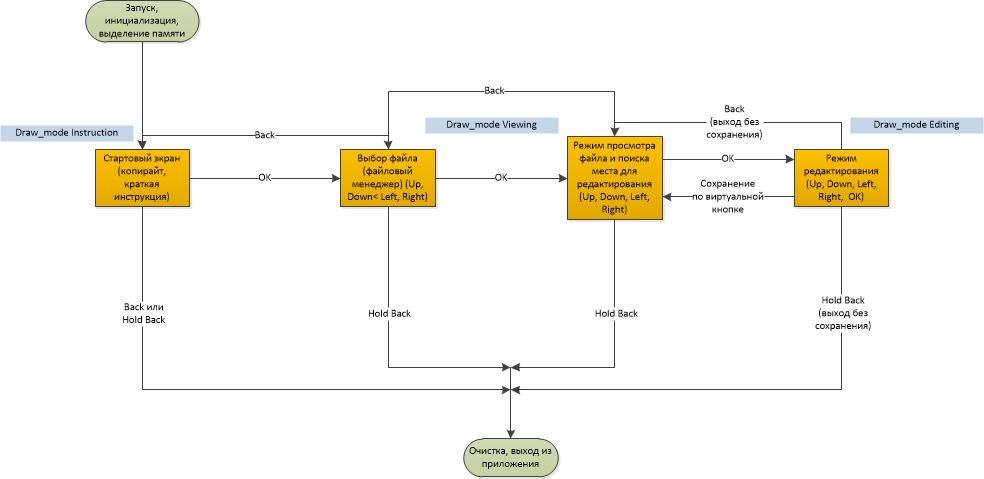 Запуск,
инициализация,
выделение памяти
Back
Draw_mode Instruction
Back
Draw_mode Viewing
Back
(выход без
сохранения)
Draw_mode Editing
Стартовый экран
(копирайт,
краткая
инструкция)
OK
Выбор файла
(файловый
менеджер) (Up,
Down< Left, Right)
OK
Режим просмотра
файла и поиска
места для
редактирования
(Up, Down, Left,
Right)
OK
Сохранение
по виртуальной
кнопке
Режим
редактирования
(Up, Down, Left,
Right, OK)
Back или
Hold Back
Hold Back
Hold Back
Hold Back
(выход без
сохранения)
Очистка, выход из
приложения